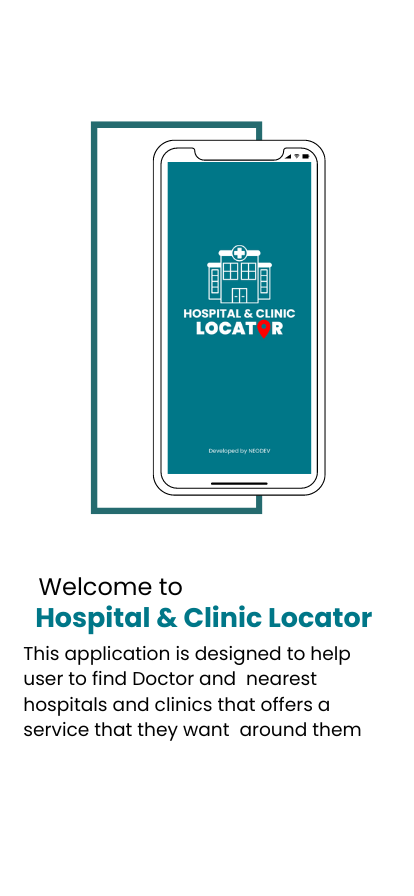 HOSPITAL & CLINIC
LOCATOR
Developed by NEODEV
Welcome to
Hospital & Clinic Locator
This application is designed to help
user to find Doctor and  nearest
hospitals and clinics that offers a
service that they want  around them